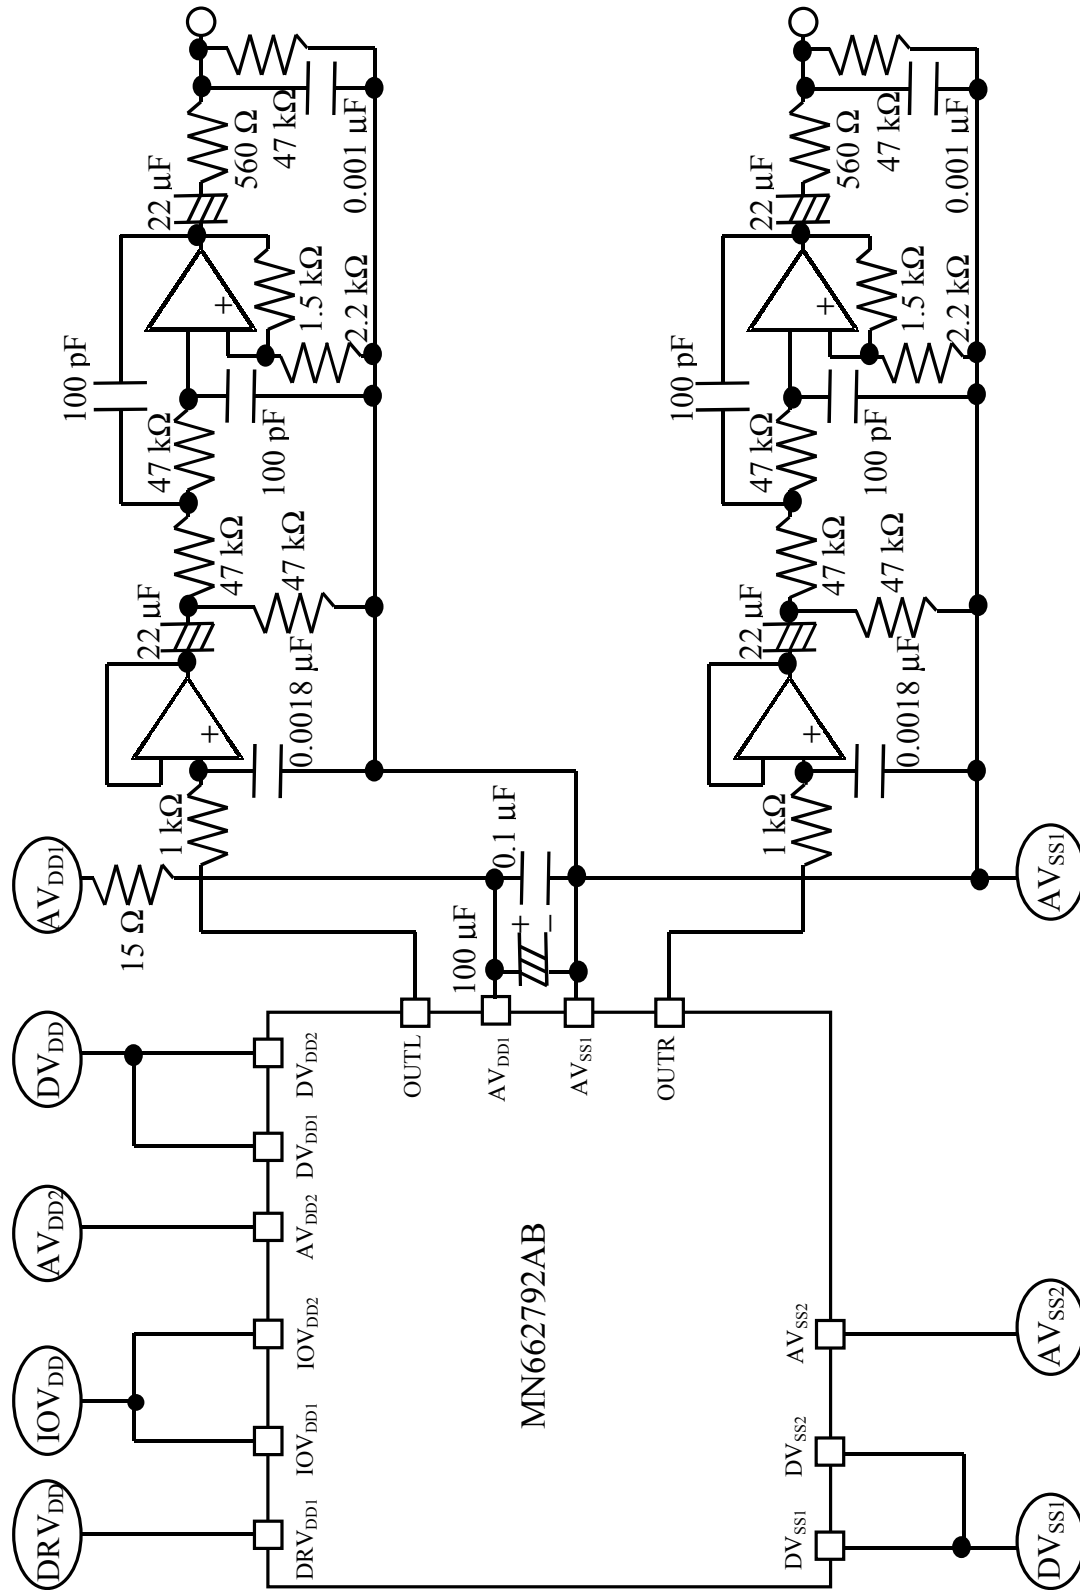 DRVDD
IOVDD
AVDD2
DVDD
AVDD1
15 Ω
DRVDD1
IOVDD1
IOVDD2
AVDD2
DVDD1
DVDD2
MN662792AB
OUTL
AVDD1
AVSS1
OUTR
DVSS1
DVSS2
AVSS2
DVSS1
AVSS2
AVSS1
100 µF
+
–
0.1 µF
1 kΩ
+
0.0018 µF
22 µF
47 kΩ
47 kΩ
47 kΩ
100 pF
100 pF
+
1.5 kΩ
2.2 kΩ
22 µF
560 Ω
47 kΩ
0.001 µF
1 kΩ
+
0.0018 µF
22 µF
47 kΩ
47 kΩ
47 kΩ
100 pF
100 pF
+
1.5 kΩ
2.2 kΩ
22 µF
560 Ω
47 kΩ
0.001 µF